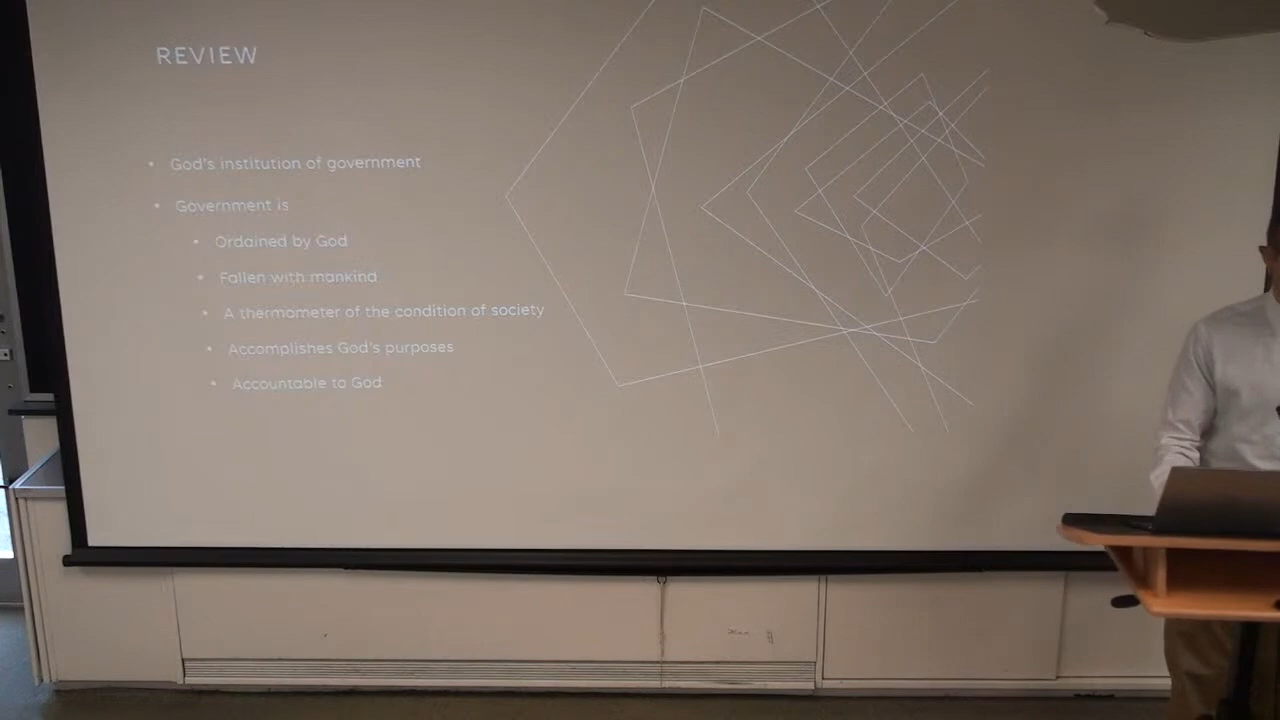 REVIEW
• God's institution of government
• Government is
• Ordained by God
• Fallen with mankind
• A thermometer of the condition of society
• Accomplishes God's purposes
• Accountable to God